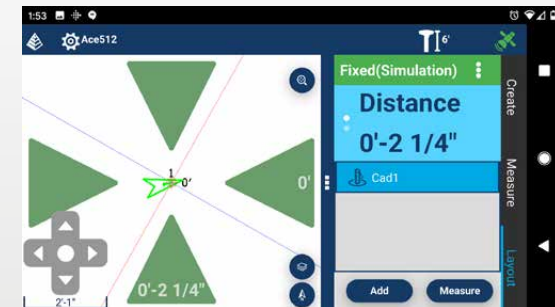 1:53
Ace512
6'
Fixed(Simulation)
Distance
0'-2 1/4"
Cad1
Create
Measure
Layout
1
0'
0'
0'-2 1/4"
2'-1"
Add
Measure